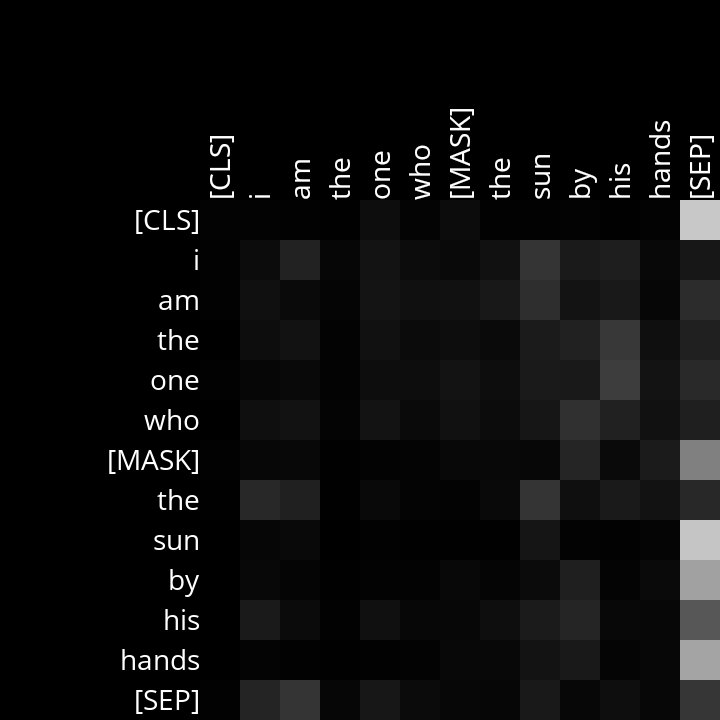 [CLS] i am the one who [MASK] the sun by his hands [SEP]
[CLS]
i
am
the
one
who
[MASK]
the
sun
by
his
hands
[SEP]